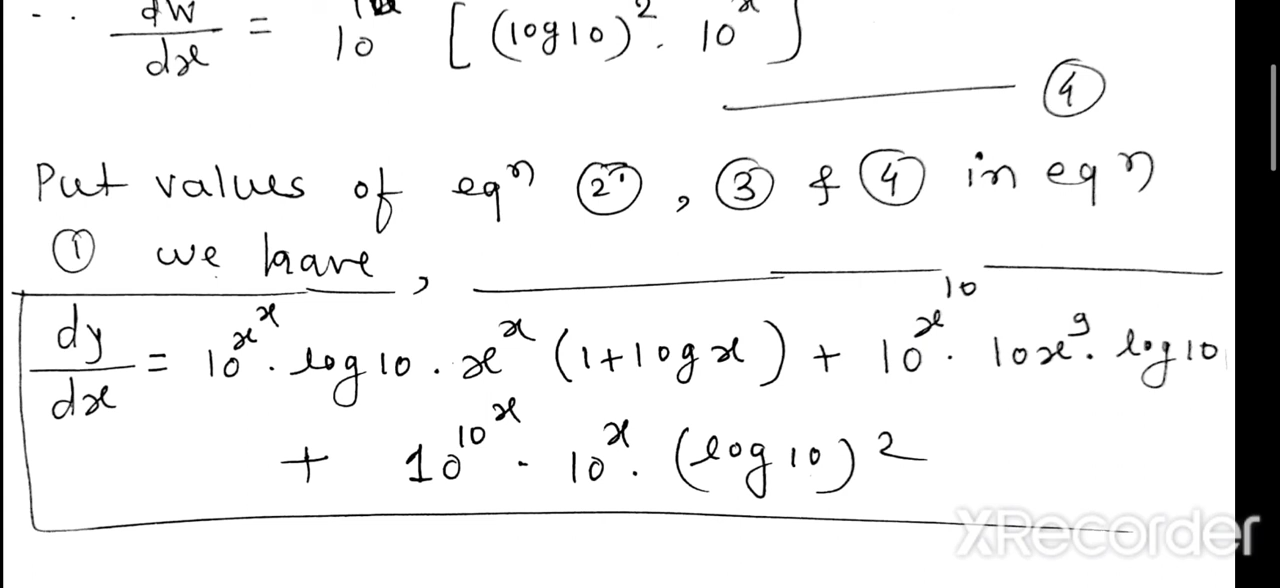 ∴ dw/dx = 10^10^x [(log10)^2 . 10^x]
④
Put values of eqn ②, ③ & ④ in eqn
① we have,
dy/dx = 10^x^x . log10 . x^x (1+logx) + 10^x^10 . 10x^9 . log10
+ 10^10^x . 10^x . (log10)^2
XRecorder